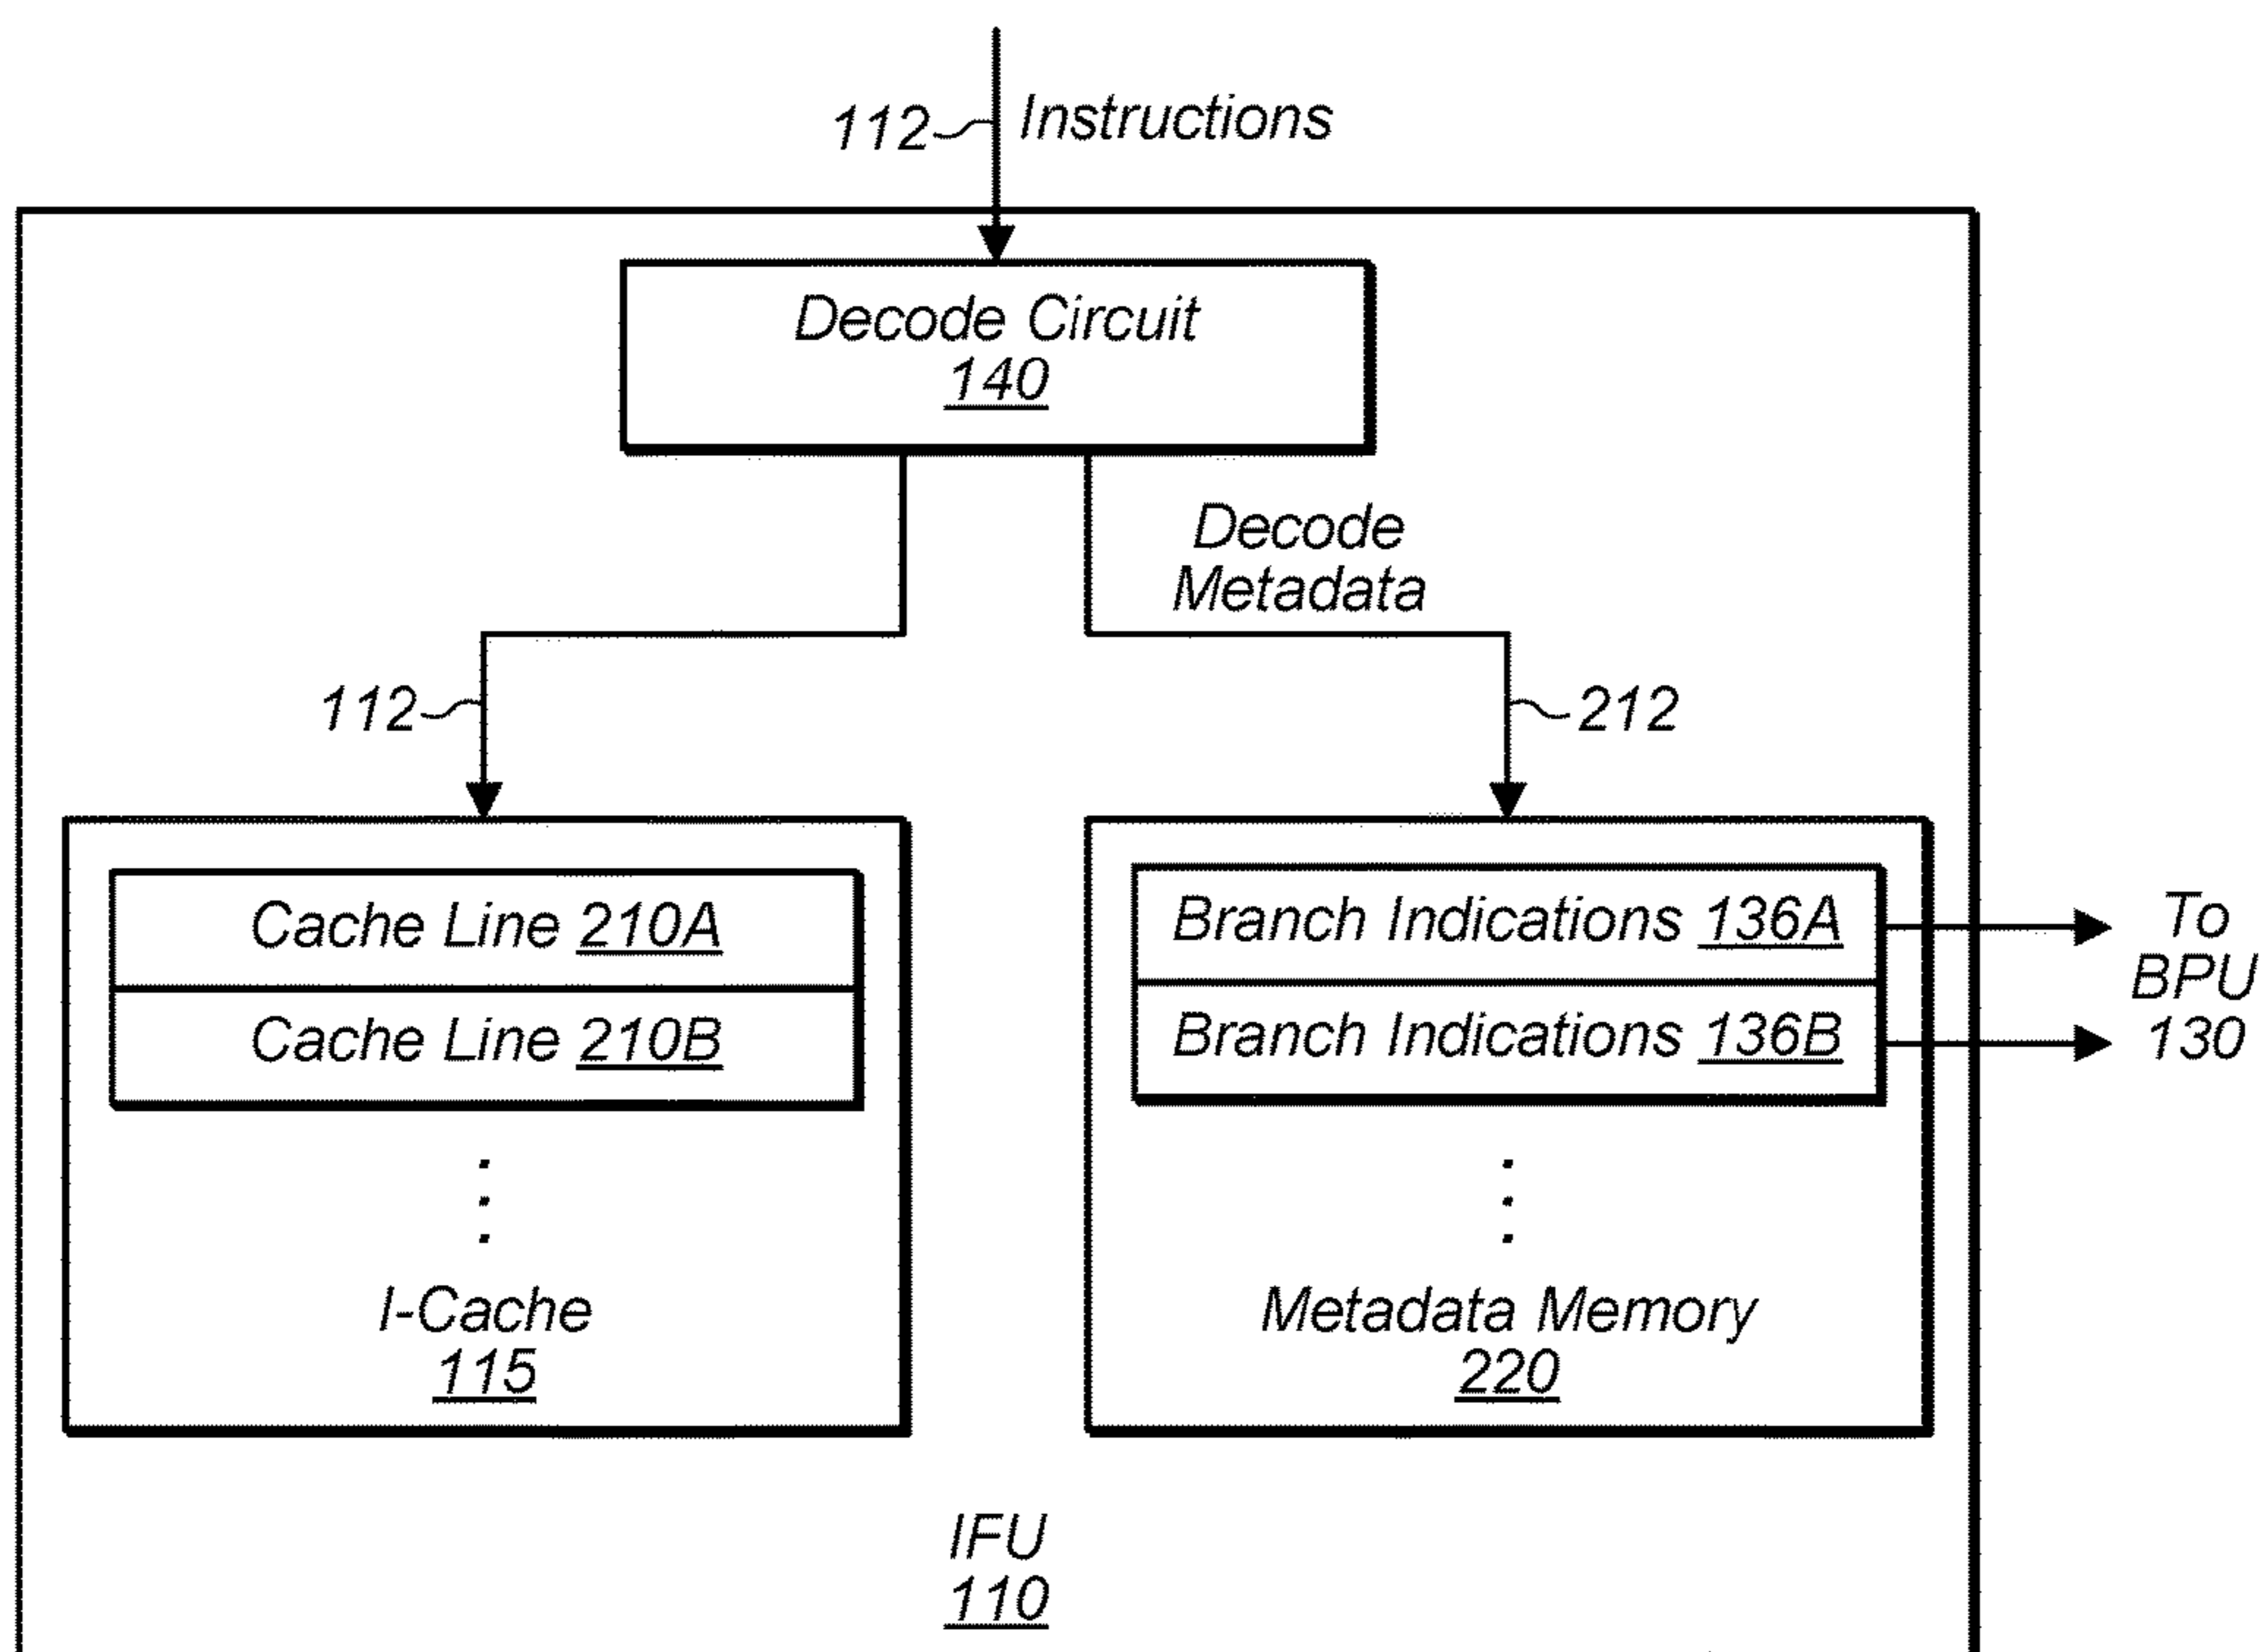 112
Instructions
Decode Circuit
140
Decode
Metadata
112
212
Cache Line 210A
Cache Line 210B
I-Cache
115
Branch Indications 136A
Branch Indications 136B
Metadata Memory
220
To
BPU
130
IFU
110